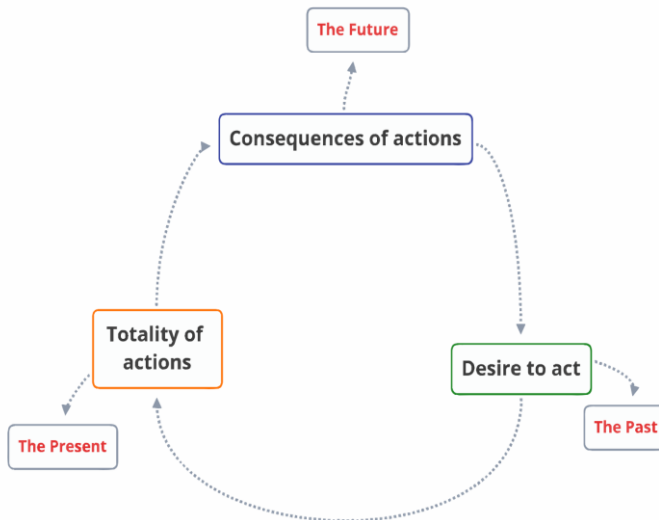 The Future
Consequences of actions
Totality of
actions
Desire to act
The Present
The Past